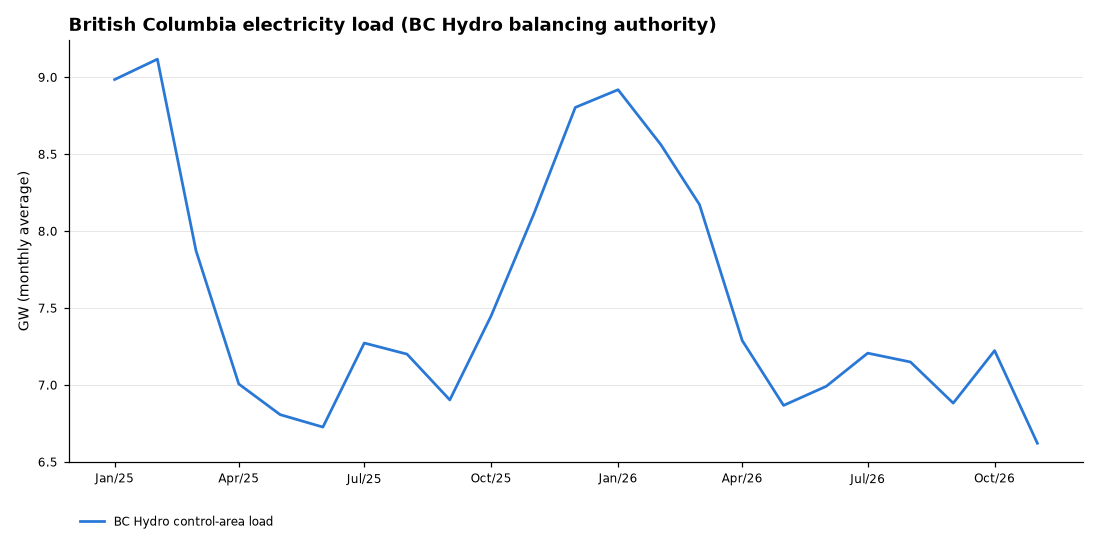 British Columbia electricity load (BC Hydro balancing authority)
GW (monthly average)
9.0
8.5
8.0
7.5
7.0
6.5
Jan/25 Apr/25 Jul/25 Oct/25 Jan/26 Apr/26 Jul/26 Oct/26
BC Hydro control-area load